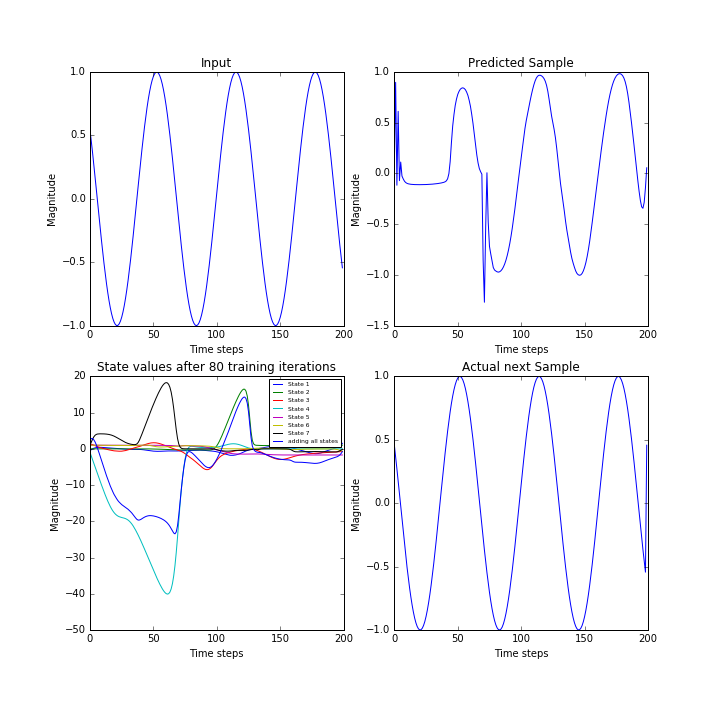 Input
1.0
0.5
0.0
−0.5
−1.0
Magnitude
0
50
100
150
200
Time steps
Predicted Sample
1.0
0.5
0.0
−0.5
−1.0
−1.5
Magnitude
0
50
100
150
200
Time steps
State values after 80 training iterations
20
10
0
−10
−20
−30
−40
−50
Magnitude
State 1
State 2
State 3
State 4
State 5
State 6
State 7
adding all states
0
50
100
150
200
Time steps
Actual next Sample
1.0
0.5
0.0
−0.5
−1.0
Magnitude
0
50
100
150
200
Time steps